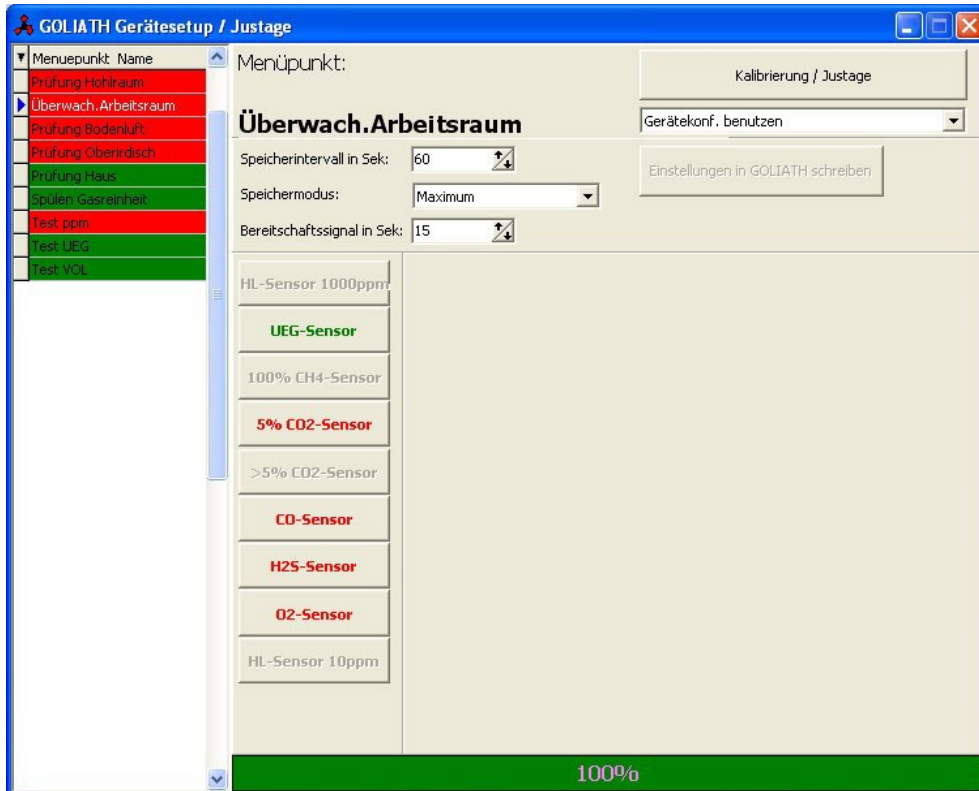 GOLIATH Gerätesetup / Justage
Menuepunkt Name
Prüfung Hohlraum
Überwach.Arbeitsraum
Prüfung Bodenluft
Prüfung Oberirdisch
Prüfung Haus
Spülen Gasreinheit
Test ppm
Test UEG
Test VOL
Menüpunkt:
Überwach.Arbeitsraum
Kalibrierung / Justage
Gerätekonf. benutzen
Speicherintervall in Sek: 60
Einstellungen in GOLIATH schreiben
Speichermodus: Maximum
Bereitschaftssignal in Sek: 15
HL-Sensor 1000ppm
UEG-Sensor
100% CH4-Sensor
5% CO2-Sensor
>5% CO2-Sensor
CO-Sensor
H2S-Sensor
O2-Sensor
HL-Sensor 10ppm
100%